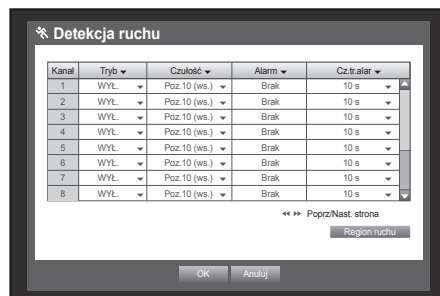 Detekcja ruchu
Kanał Tryb Czułość Alarm Cz.tr.alar
1 WYŁ. Poz.10 (ws.) Brak 10 s
2 WYŁ. Poz.10 (ws.) Brak 10 s
3 WYŁ. Poz.10 (ws.) Brak 10 s
4 WYŁ. Poz.10 (ws.) Brak 10 s
5 WYŁ. Poz.10 (ws.) Brak 10 s
6 WYŁ. Poz.10 (ws.) Brak 10 s
7 WYŁ. Poz.10 (ws.) Brak 10 s
8 WYŁ. Poz.10 (ws.) Brak 10 s
Poprz/Nast. strona
Region ruchu
OK Anuluj